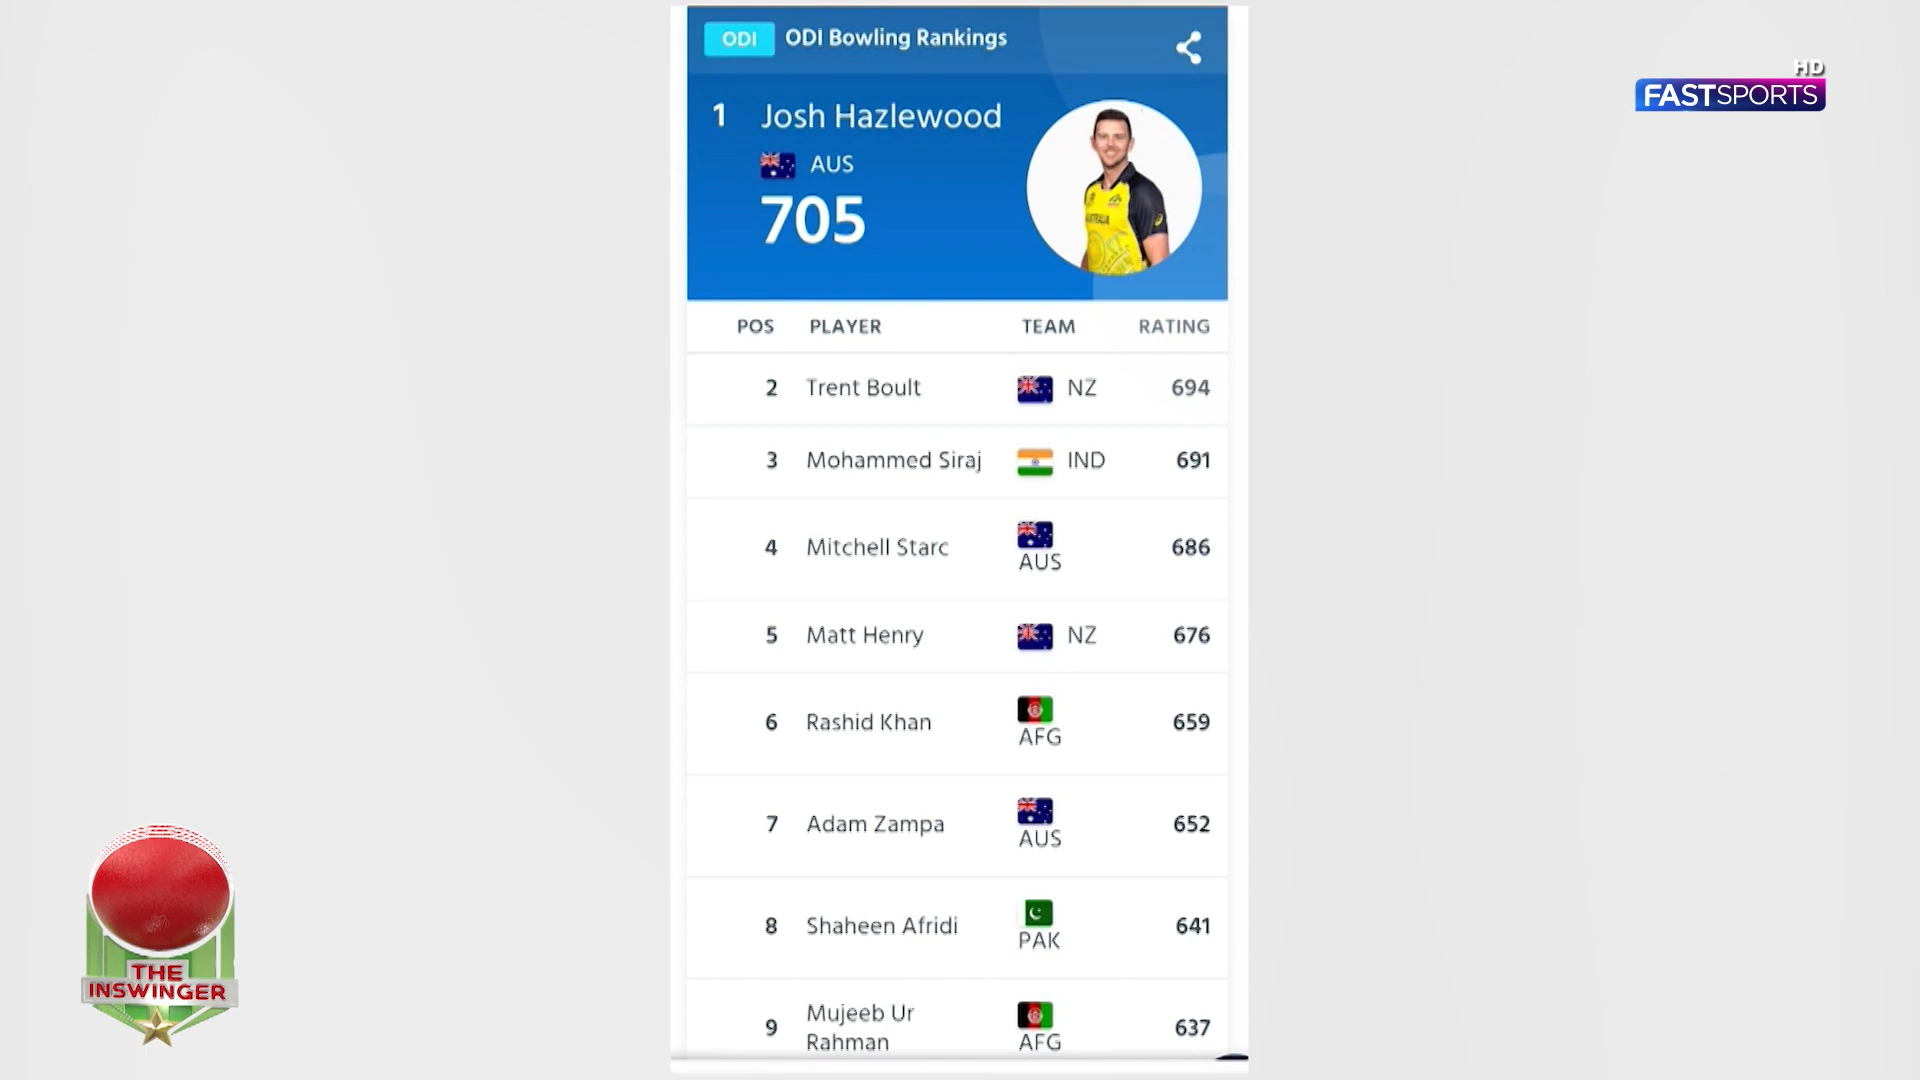 ODI ODI Bowling Rankings
HD
FASTSPORTS
1 Josh Hazlewood
AUS
705
AUSTRALIA
POS PLAYER TEAM RATING
2 Trent Boult NZ 694
3 Mohammed Siraj IND 691
4 Mitchell Starc AUS 686
5 Matt Henry NZ 676
6 Rashid Khan AFG 659
7 Adam Zampa AUS 652
8 Shaheen Afridi PAK 641
9 Mujeeb Ur Rahman AFG 637
THE
INSWINGER